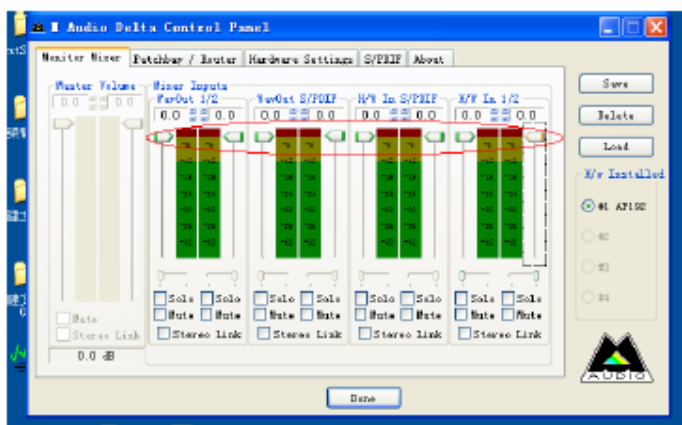 M Audio Delta Control Panel
Monitor Mixer Patchbay / Router Hardware Settings S/PDIF About
Master Volume Mixer Inputs
WavOut 1/2 WavOut S/PDIF H/W In S/PDIF H/W In 1/2
0.0 0.0 0.0 0.0 0.0 0.0 0.0 0.0 0.0 0.0
Solo Solo Solo Solo Solo Solo Solo Solo
Mute Mute Mute Mute Mute Mute Mute Mute Mute
Stereo Link Stereo Link Stereo Link Stereo Link Stereo Link
0.0 dB
Save
Delete
Load
H/w Installed
#1 AP192
#2
#3
#4
M
AUDIO
Done